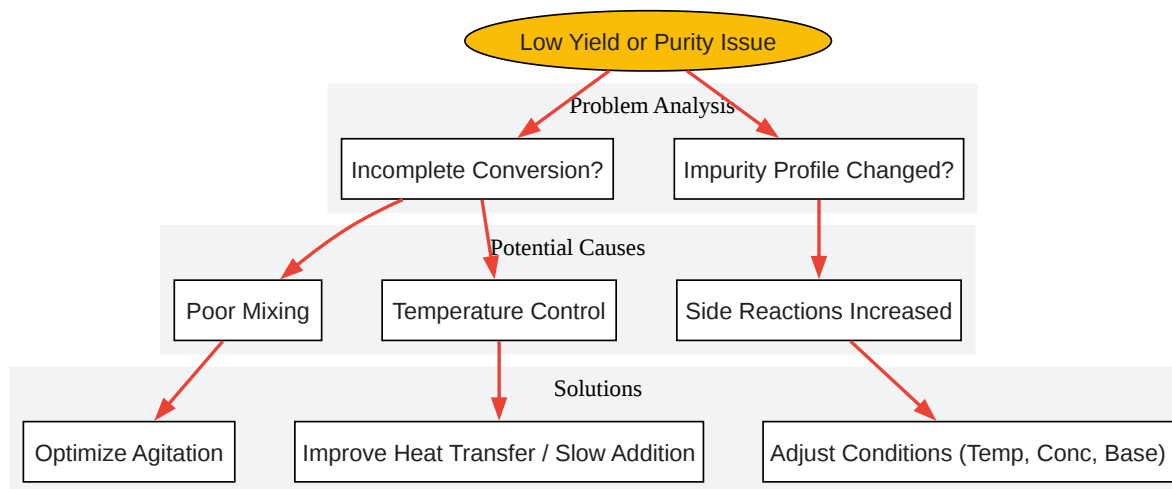 Low Yield or Purity Issue
Problem Analysis
Incomplete Conversion?
Impurity Profile Changed?
Potential Causes
Poor Mixing
Temperature Control
Side Reactions Increased
Solutions
Optimize Agitation
Improve Heat Transfer / Slow Addition
Adjust Conditions (Temp, Conc, Base)